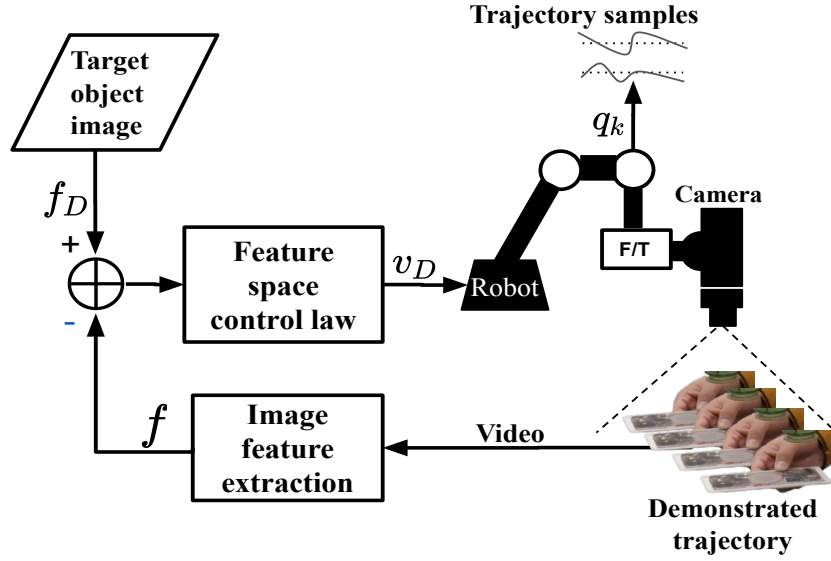 Trajectory samples
Target
object
image
q_k
Camera
f_D
+
F/T
Feature
space
control law
v_D
Robot
-
Image
feature
extraction
f
Video
Demonstrated
trajectory